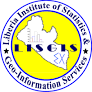 Liberia Institute of Statistics &
Geo-Information Services
LISGIS